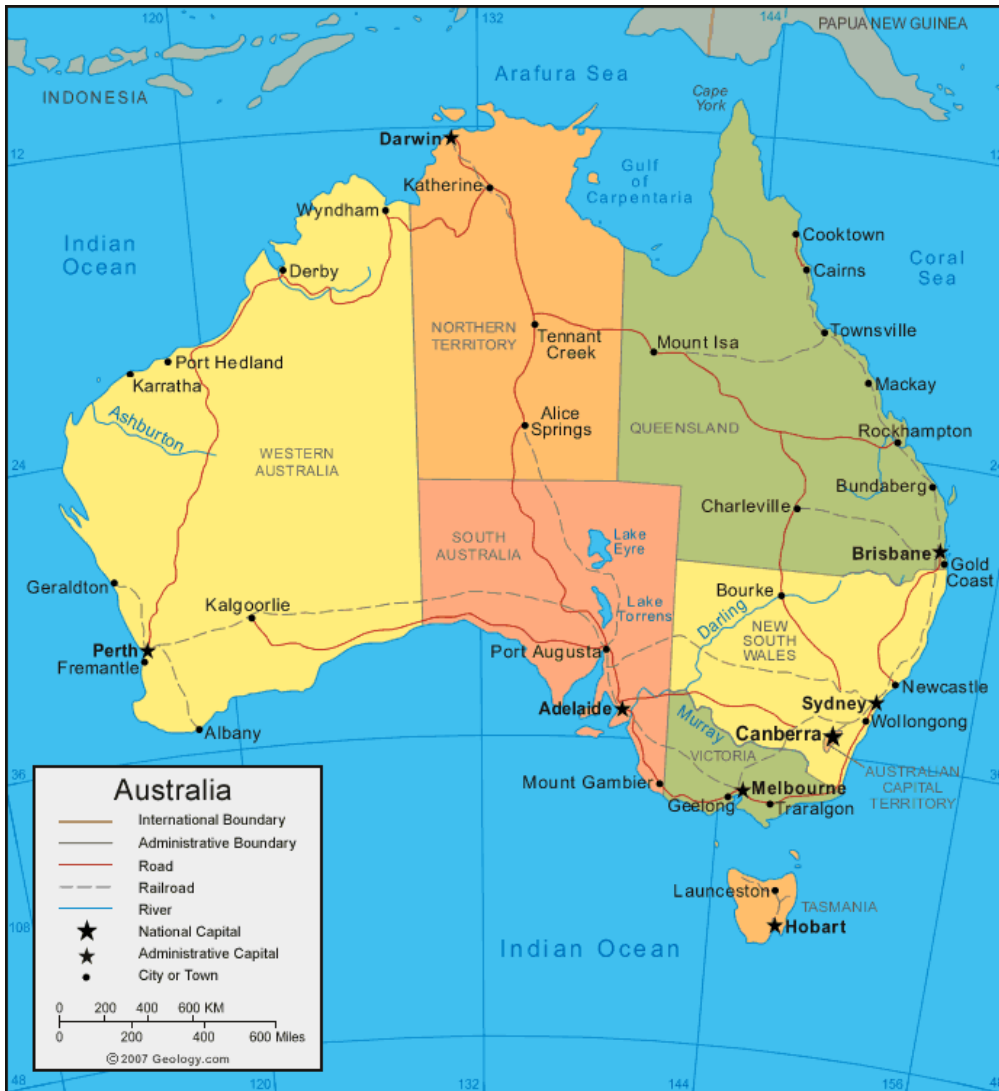 120
132
144
PAPUA NEW GUINEA
INDONESIA
Arafura Sea
Cape
York
12
Darwin
Katherine
Gulf
of
Carpentaria
Wyndham
Indian
Ocean
Cooktown
Coral
Sea
Derby
Cairns
NORTHERN
TERRITORY
Tennant
Creek
Mount Isa
Townsville
Port Hedland
Karratha
Mackay
Ashburton
Alice
Springs
QUEENSLAND
Rockhampton
WESTERN
AUSTRALIA
24
24
Bundaberg
Charleville
SOUTH
AUSTRALIA
Lake
Eyre
Brisbane
Gold
Coast
Geraldton
Kalgoorlie
Lake
Torrens
Bourke
Darling
NEW
SOUTH
WALES
Perth
Fremantle
Port Augusta
Newcastle
Sydney
Adelaide
Wollongong
Albany
Murray
Canberra
VICTORIA
36
Mount Gambier
Melbourne
AUSTRALIAN
CAPITAL
TERRITORY
Geelong
Traralgon
Australia
International Boundary
Administrative Boundary
Road
Railroad
River
National Capital
Administrative Capital
City or Town
0 200 400 600 KM
0 200 400 600 Miles
© 2007 Geology.com
Launceston
TASMANIA
Hobart
108
Indian Ocean
48
120
132
144
156
48